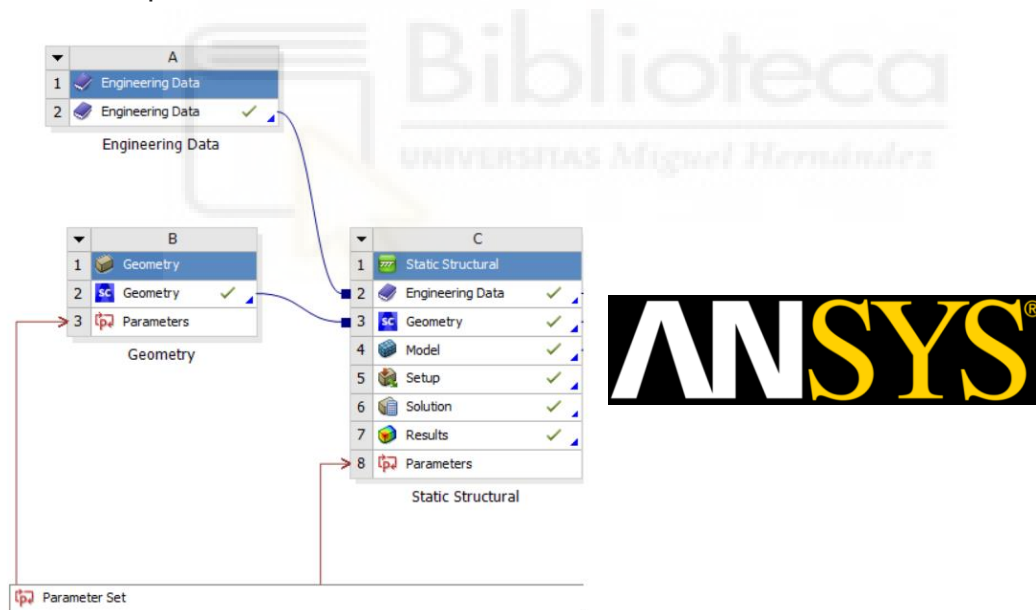 Biblioteca
UNIVERSITAS Miguel Hernández
A
1 Engineering Data
2 Engineering Data
Engineering Data
B
1 Geometry
2 SC Geometry
3 Parameters
Geometry
C
1 Static Structural
2 Engineering Data
3 SC Geometry
4 Model
5 Setup
6 Solution
7 Results
8 Parameters
Static Structural
ANSYS®
Parameter Set